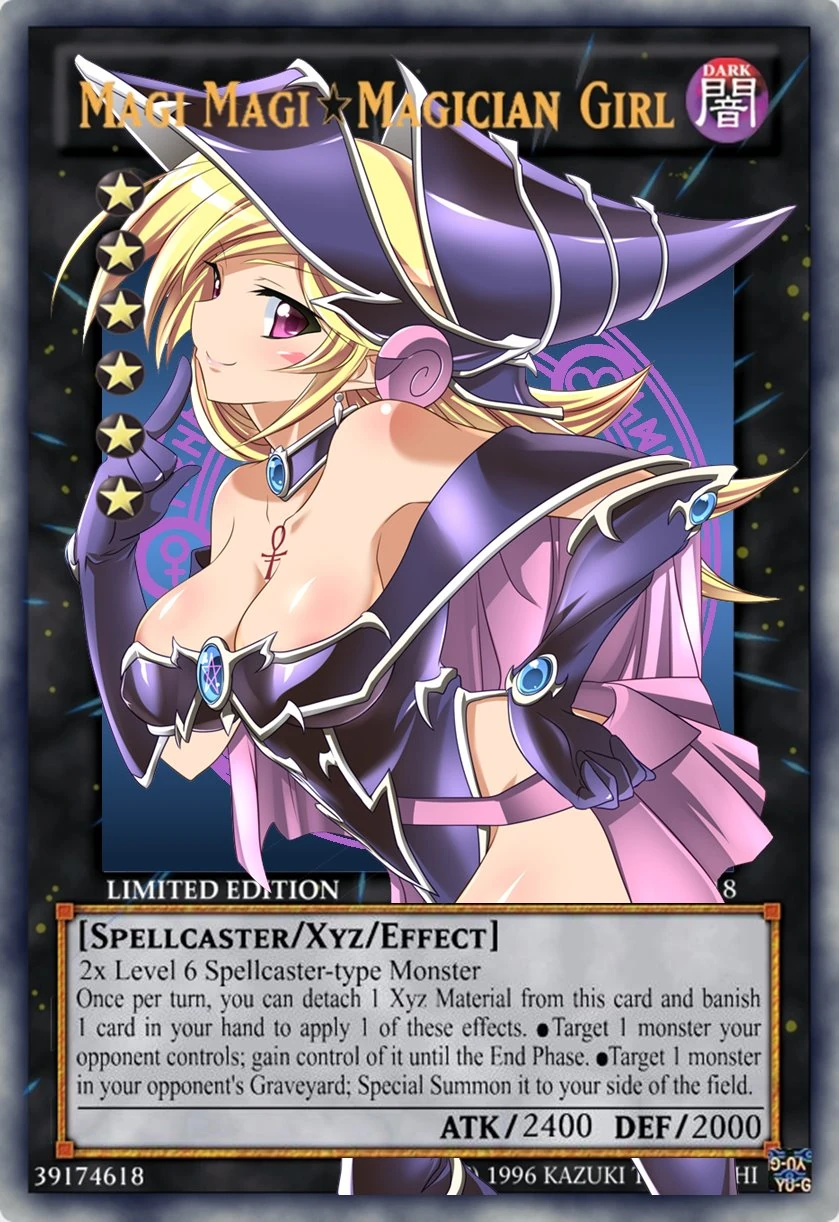 MAGI MAGI☆MAGICIAN GIRL
DARK
闇
LIMITED EDITION
8
[SPELLCASTER/XYZ/EFFECT]
2x Level 6 Spellcaster-type Monster
Once per turn, you can detach 1 Xyz Material from this card and banish
1 card in your hand to apply 1 of these effects. ●Target 1 monster your
opponent controls; gain control of it until the End Phase. ●Target 1 monster
in your opponent's Graveyard; Special Summon it to your side of the field.
ATK/2400 DEF/2000
39174618
1996 KAZUKI